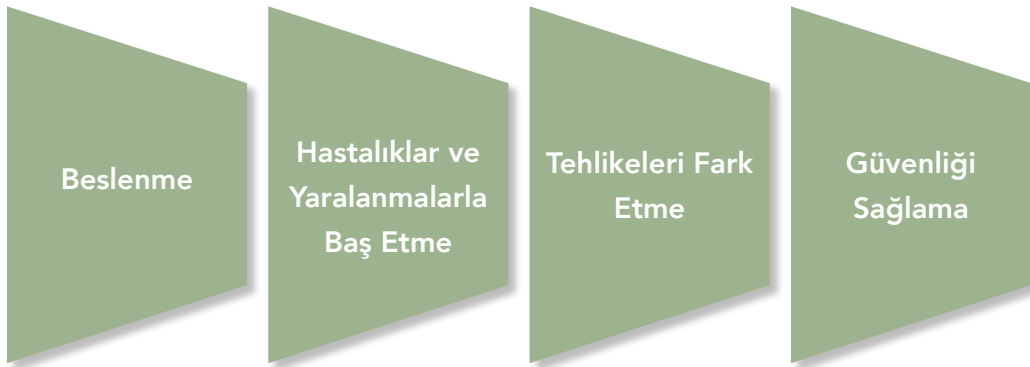 Beslenme
Hastalıklar ve
Yaralanmalarla
Baş Etme
Tehlikeleri Fark
Etme
Güvenliği
Sağlama